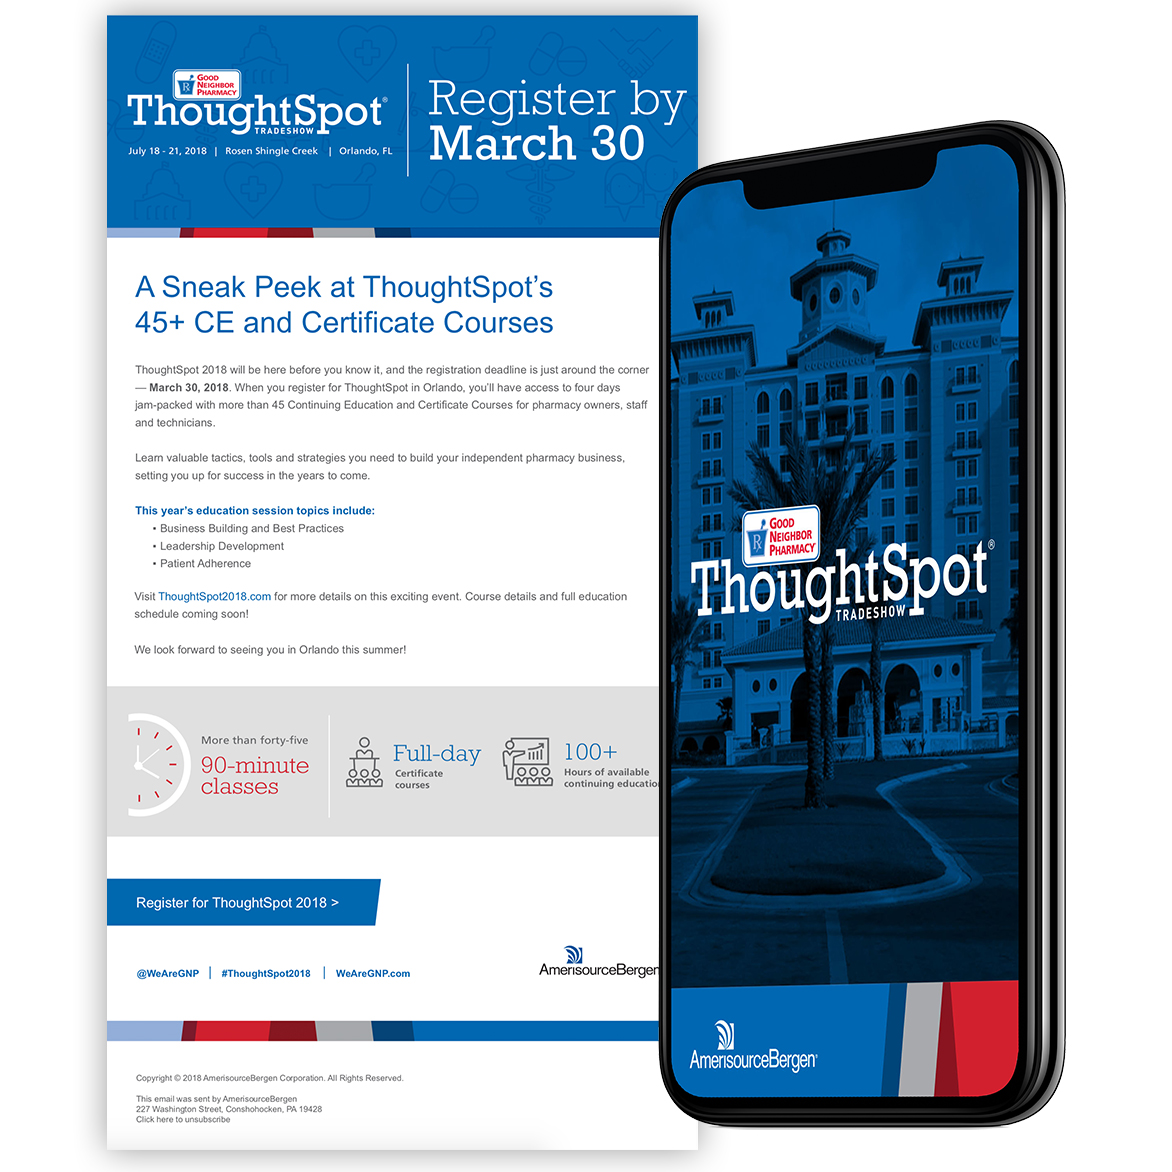 GOOD
NEIGHBOR
PHARMACY
ThoughtSpot®
TRADESHOW
July 18 - 21, 2018 | Rosen Shingle Creek | Orlando, FL
Register by
March 30
A Sneak Peek at ThoughtSpot's
45+ CE and Certificate Courses
ThoughtSpot 2018 will be here before you know it, and the registration deadline is just around the corner
— March 30, 2018. When you register for ThoughtSpot in Orlando, you'll have access to four days
jam-packed with more than 45 Continuing Education and Certificate Courses for pharmacy owners, staff
and technicians.
Learn valuable tactics, tools and strategies you need to build your independent pharmacy business,
setting you up for success in the years to come.
This year's education session topics include:
• Business Building and Best Practices
• Leadership Development
• Patient Adherence
Visit ThoughtSpot2018.com for more details on this exciting event. Course details and full education
schedule coming soon!
We look forward to seeing you in Orlando this summer!
More than forty-five
90-minute
classes
Full-day
Certificate
courses
100+
Hours of available
continuing education
Register for ThoughtSpot 2018 >
@WeAreGNP | #ThoughtSpot2018 | WeAreGNP.com
AmerisourceBergen
Copyright © 2018 AmerisourceBergen Corporation. All Rights Reserved.
This email was sent by AmerisourceBergen
227 Washington Street, Conshohocken, PA 19428
Click here to unsubscribe
GOOD
NEIGHBOR
PHARMACY
ThoughtSpot®
TRADESHOW
AmerisourceBergen®